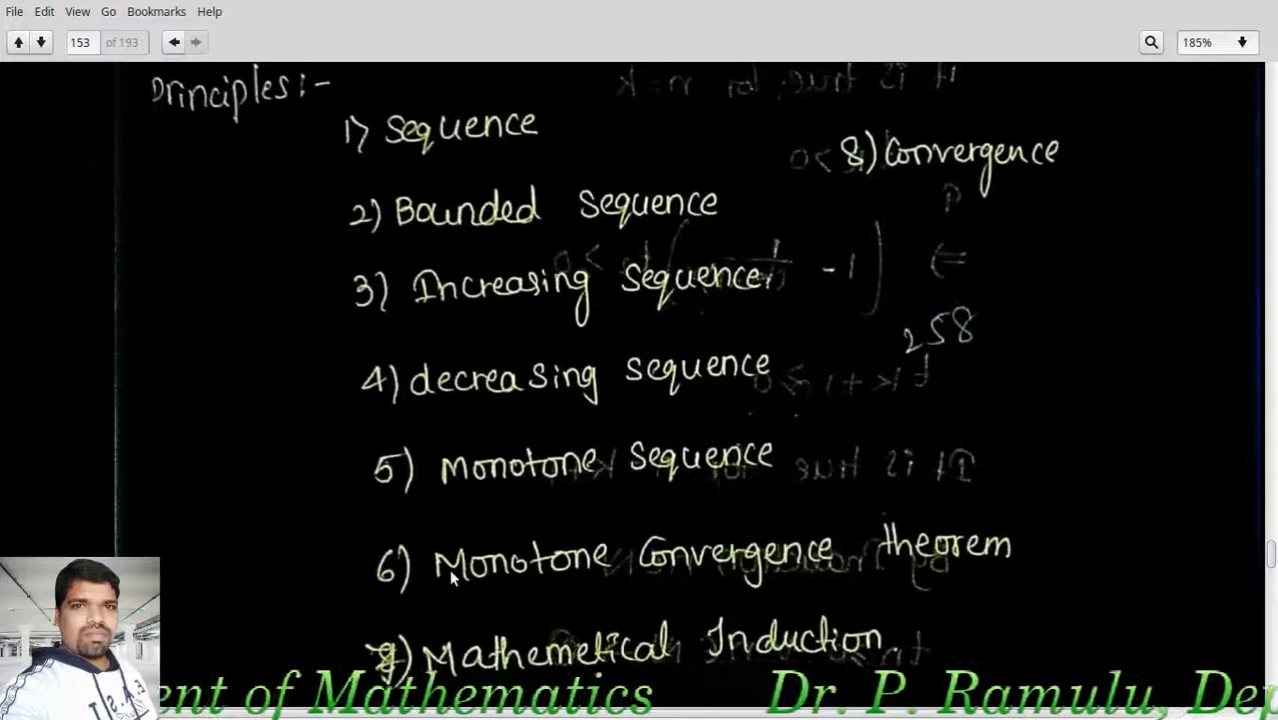 File Edit View Go Bookmarks Help
153 of 193
185%
Principles:-
1) Sequence
8) Convergence
2) Bounded Sequence
3) Increasing Sequence.
4) decreasing Sequence
258
5) Monotone Sequence
6) Monotone Convergence theorem
7) Mathemetical Induction.
ent of Mathematics Dr. P. Ramulu, Dep